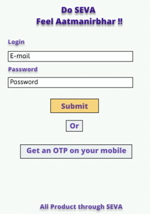 Do SEVA
Feel Aatmanirbhar !!
Login
E-mail
Password
Password
Submit
Or
Get an OTP on your mobile
All Product through SEVA